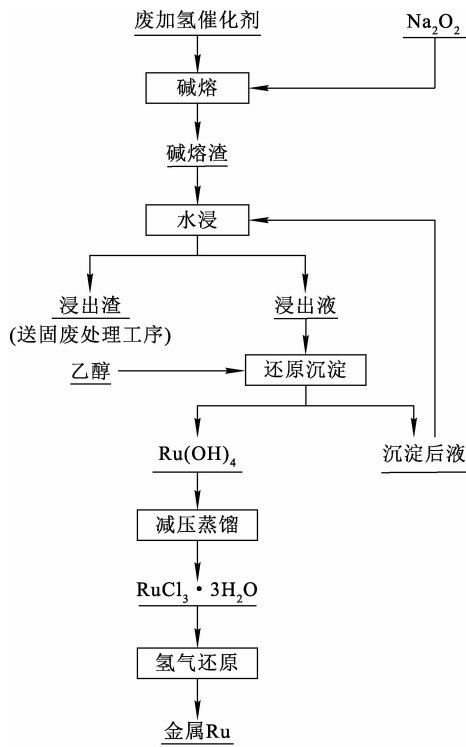 废加氢催化剂
Na₂O₂
碱熔
碱熔渣
水浸
浸出渣
(送固废处理工序)
浸出液
乙醇
还原沉淀
Ru(OH)₄
沉淀后液
减压蒸馏
RuCl₃·3H₂O
氢气还原
金属Ru